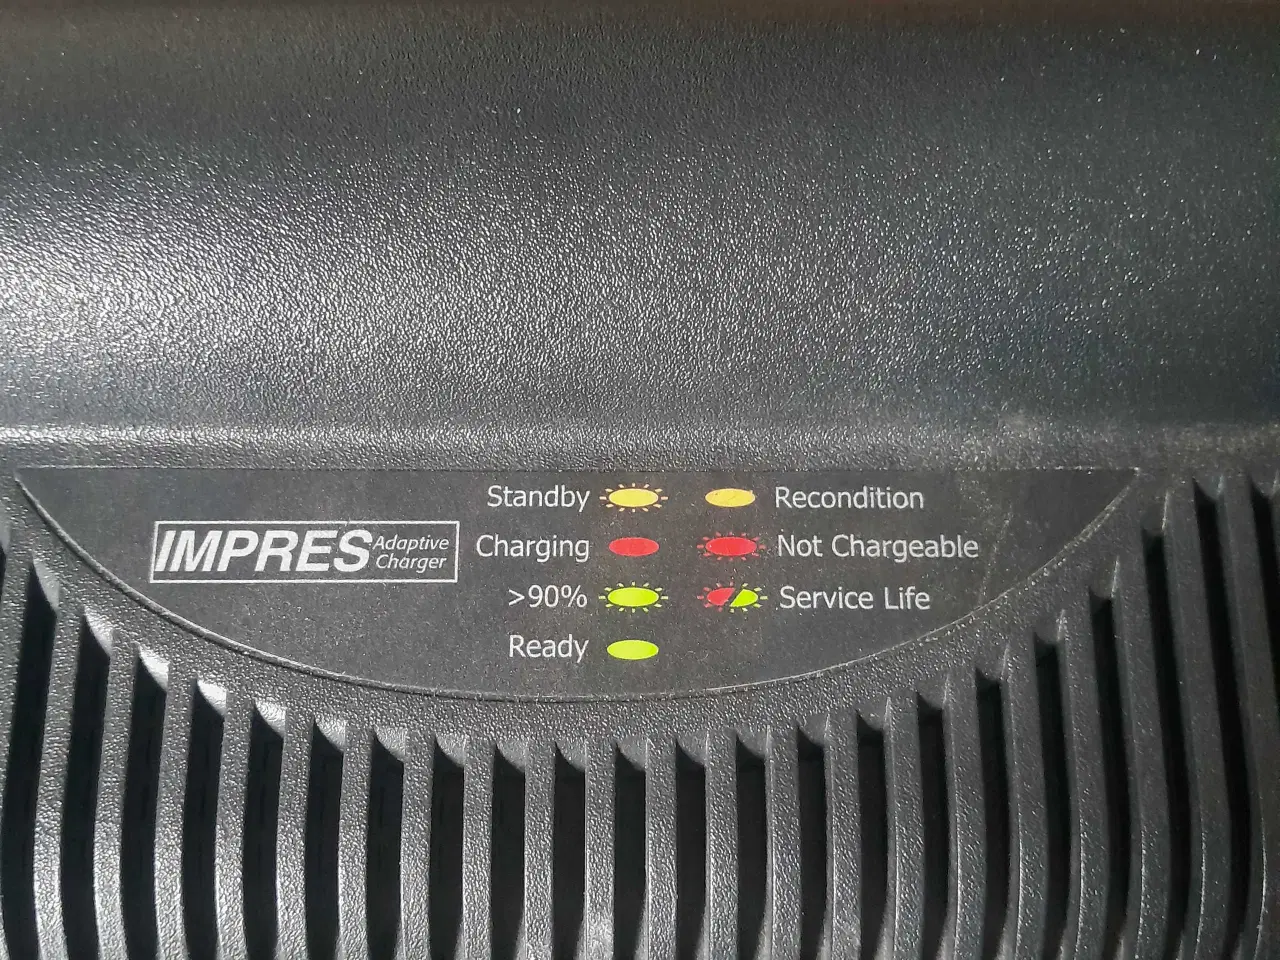 IMPRES Adaptive
Charger
Standby Recondition
Charging Not Chargeable
>90% Service Life
Ready